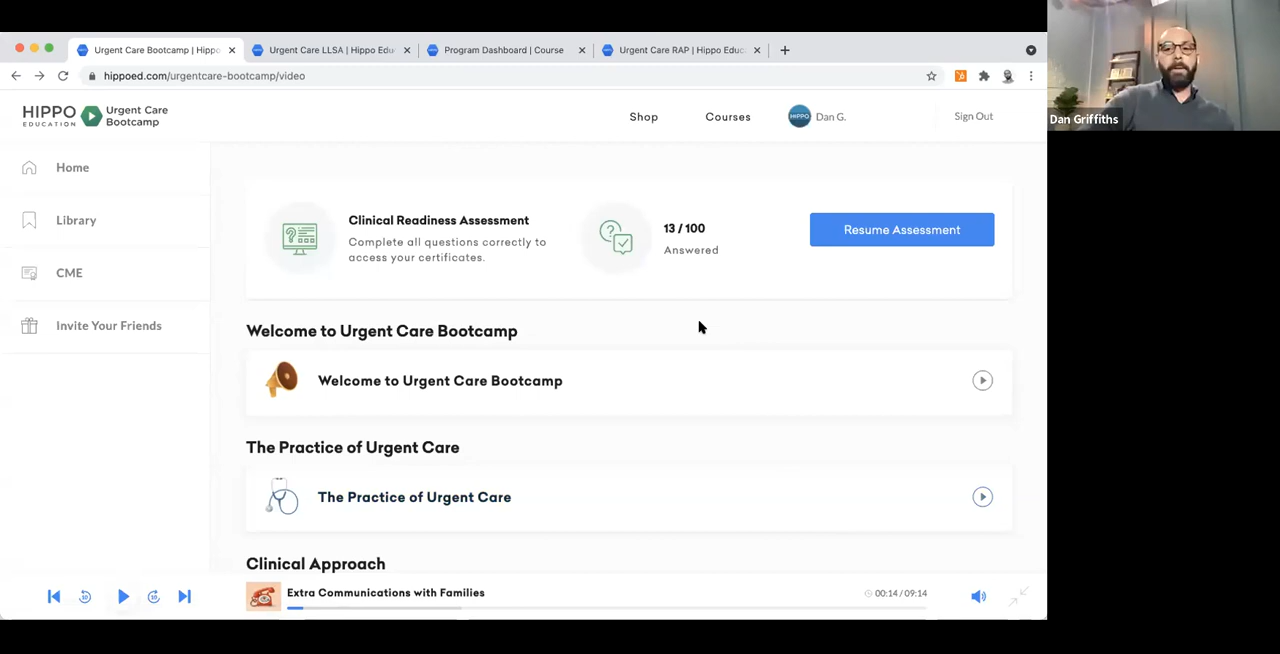 Urgent Care Bootcamp | Hippo
Urgent Care LLSA | Hippo Edu
Program Dashboard | Course
Urgent Care RAP | Hippo Educ
hippoed.com/urgentcare-bootcamp/video
HIPPO
EDUCATION
Urgent Care
Bootcamp
Shop
Courses
HIPPO
Dan G.
Sign Out
Dan Griffiths
Home
Library
CME
Invite Your Friends
Clinical Readiness Assessment
Complete all questions correctly to
access your certificates.
13 / 100
Answered
Resume Assessment
Welcome to Urgent Care Bootcamp
Welcome to Urgent Care Bootcamp
The Practice of Urgent Care
The Practice of Urgent Care
Clinical Approach
30
10
Extra Communications with Families
00:14 / 09:14